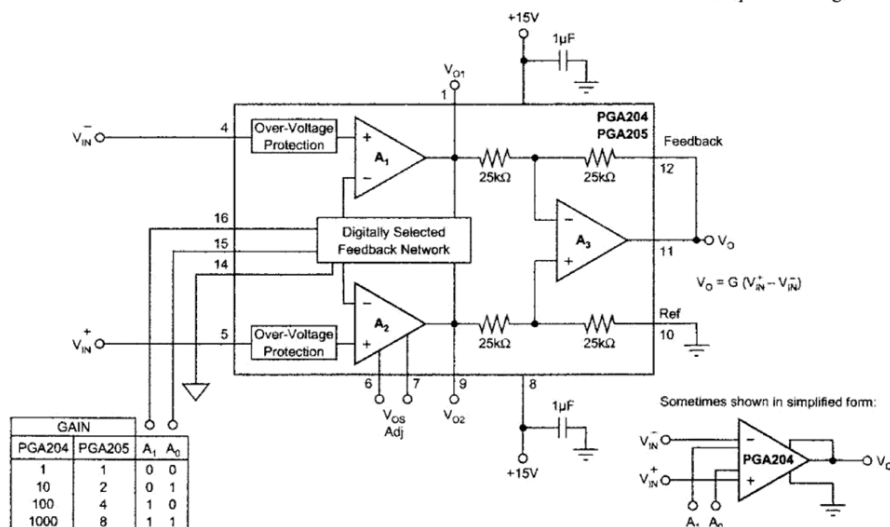 +15V
1µF
V_O1
1
PGA204
PGA205
V_IN^-
4
Over-Voltage
Protection
+
A_1
−
25kΩ
25kΩ
Feedback
12
16
15
14
Digitally Selected
Feedback Network
−
A_3
+
11
V_O
V_O = G (V_IN^+ – V_IN^-)
V_IN^+
5
Over-Voltage
Protection
−
A_2
+
25kΩ
25kΩ
Ref
10
6
7
9
8
V_OS
Adj
V_O2
1µF
+15V
GAIN
PGA204 PGA205 A_1 A_0
1 1 0 0
10 2 0 1
100 4 1 0
1000 8 1 1
Sometimes shown in simplified form:
V_IN^-
V_IN^+
−
PGA204
+
V_O
A_1 A_0